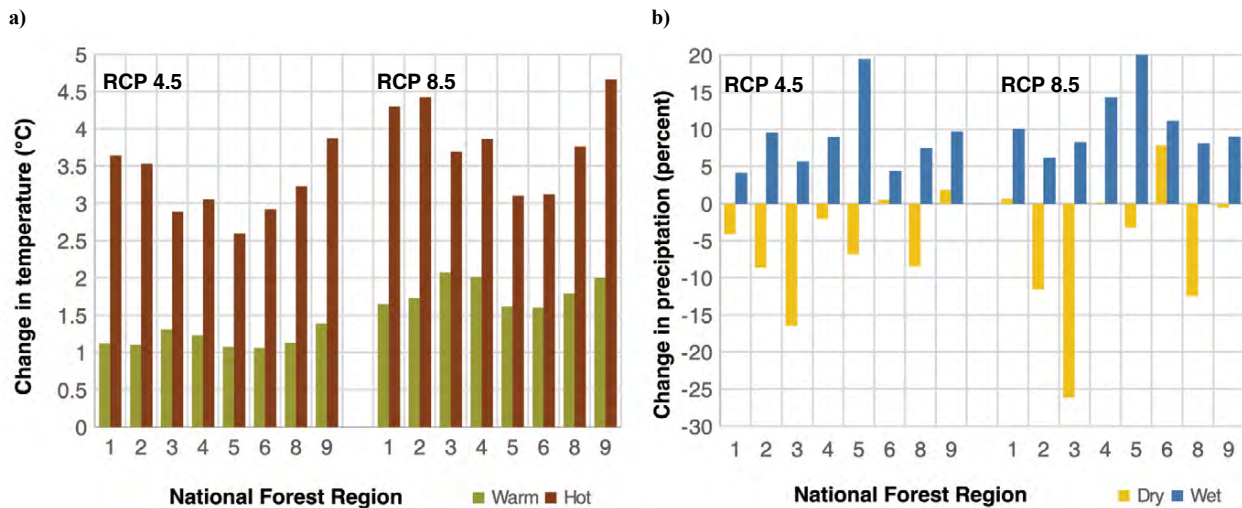 a)
5
4.5
4
3.5
3
2.5
2
1.5
1
0.5
0
Change in temperature (°C)
RCP 4.5
RCP 8.5
1 2 3 4 5 6 8 9 1 2 3 4 5 6 8 9
National Forest Region
Warm Hot
b)
20
15
10
5
0
-5
-10
-15
-20
-25
-30
Change in preciptation (percent)
RCP 4.5
RCP 8.5
1 2 3 4 5 6 8 9 1 2 3 4 5 6 8 9
National Forest Region
Dry Wet